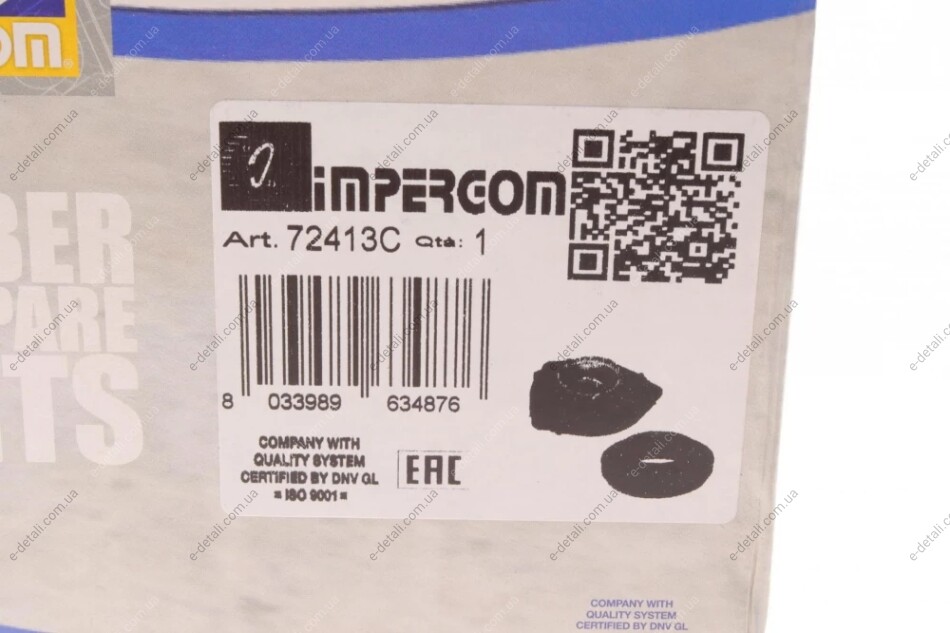 om
BER
PARE
TS
IMPERGOM
Art. 72413C Qtà: 1
8 033989 634876
COMPANY WITH
QUALITY SYSTEM
CERTIFIED BY DNV GL
= ISO 9001 =
EAC
COMPANY WITH
QUALITY SYSTEM
CERTIFIED BY DNV GL
e-detali.com.ua